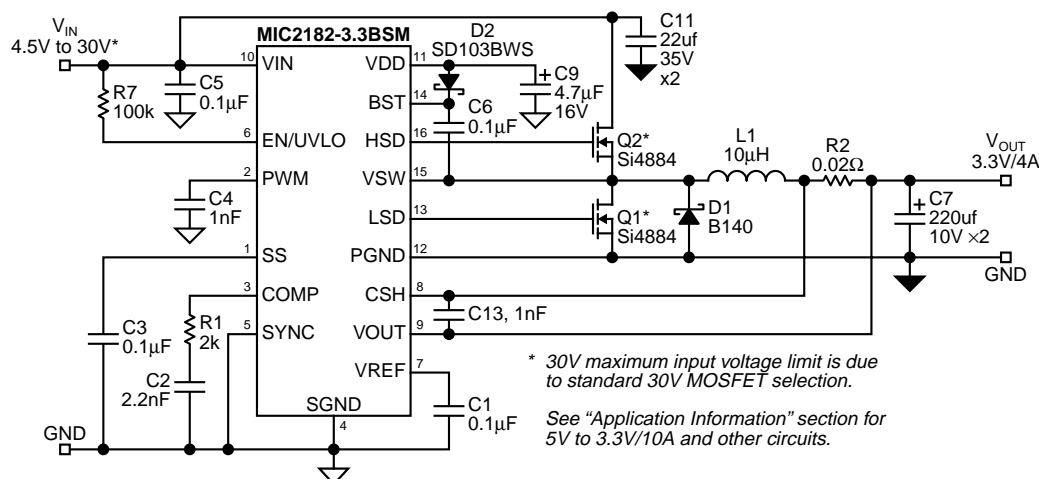 VIN
4.5V to 30V*
MIC2182-3.3BSM
D2
SD103BWS
C11
22uf
35V
x2
10
VIN
VDD
11
C5
0.1µF
R7
100k
BST
14
C9
4.7µF
16V
+
C6
0.1µF
6
EN/UVLO
HSD
16
Q2*
Si4884
L1
10µH
R2
0.02Ω
VOUT
3.3V/4A
2
PWM
VSW
15
C4
1nF
LSD
13
Q1*
Si4884
D1
B140
+
C7
220uf
10V ×2
1
SS
PGND
12
GND
3
COMP
CSH
8
C13, 1nF
C3
0.1µF
R1
2k
5
SYNC
VOUT
9
C2
2.2nF
VREF
7
C1
0.1µF
SGND
4
GND
* 30V maximum input voltage limit is due
to standard 30V MOSFET selection.
See “Application Information” section for
5V to 3.3V/10A and other circuits.